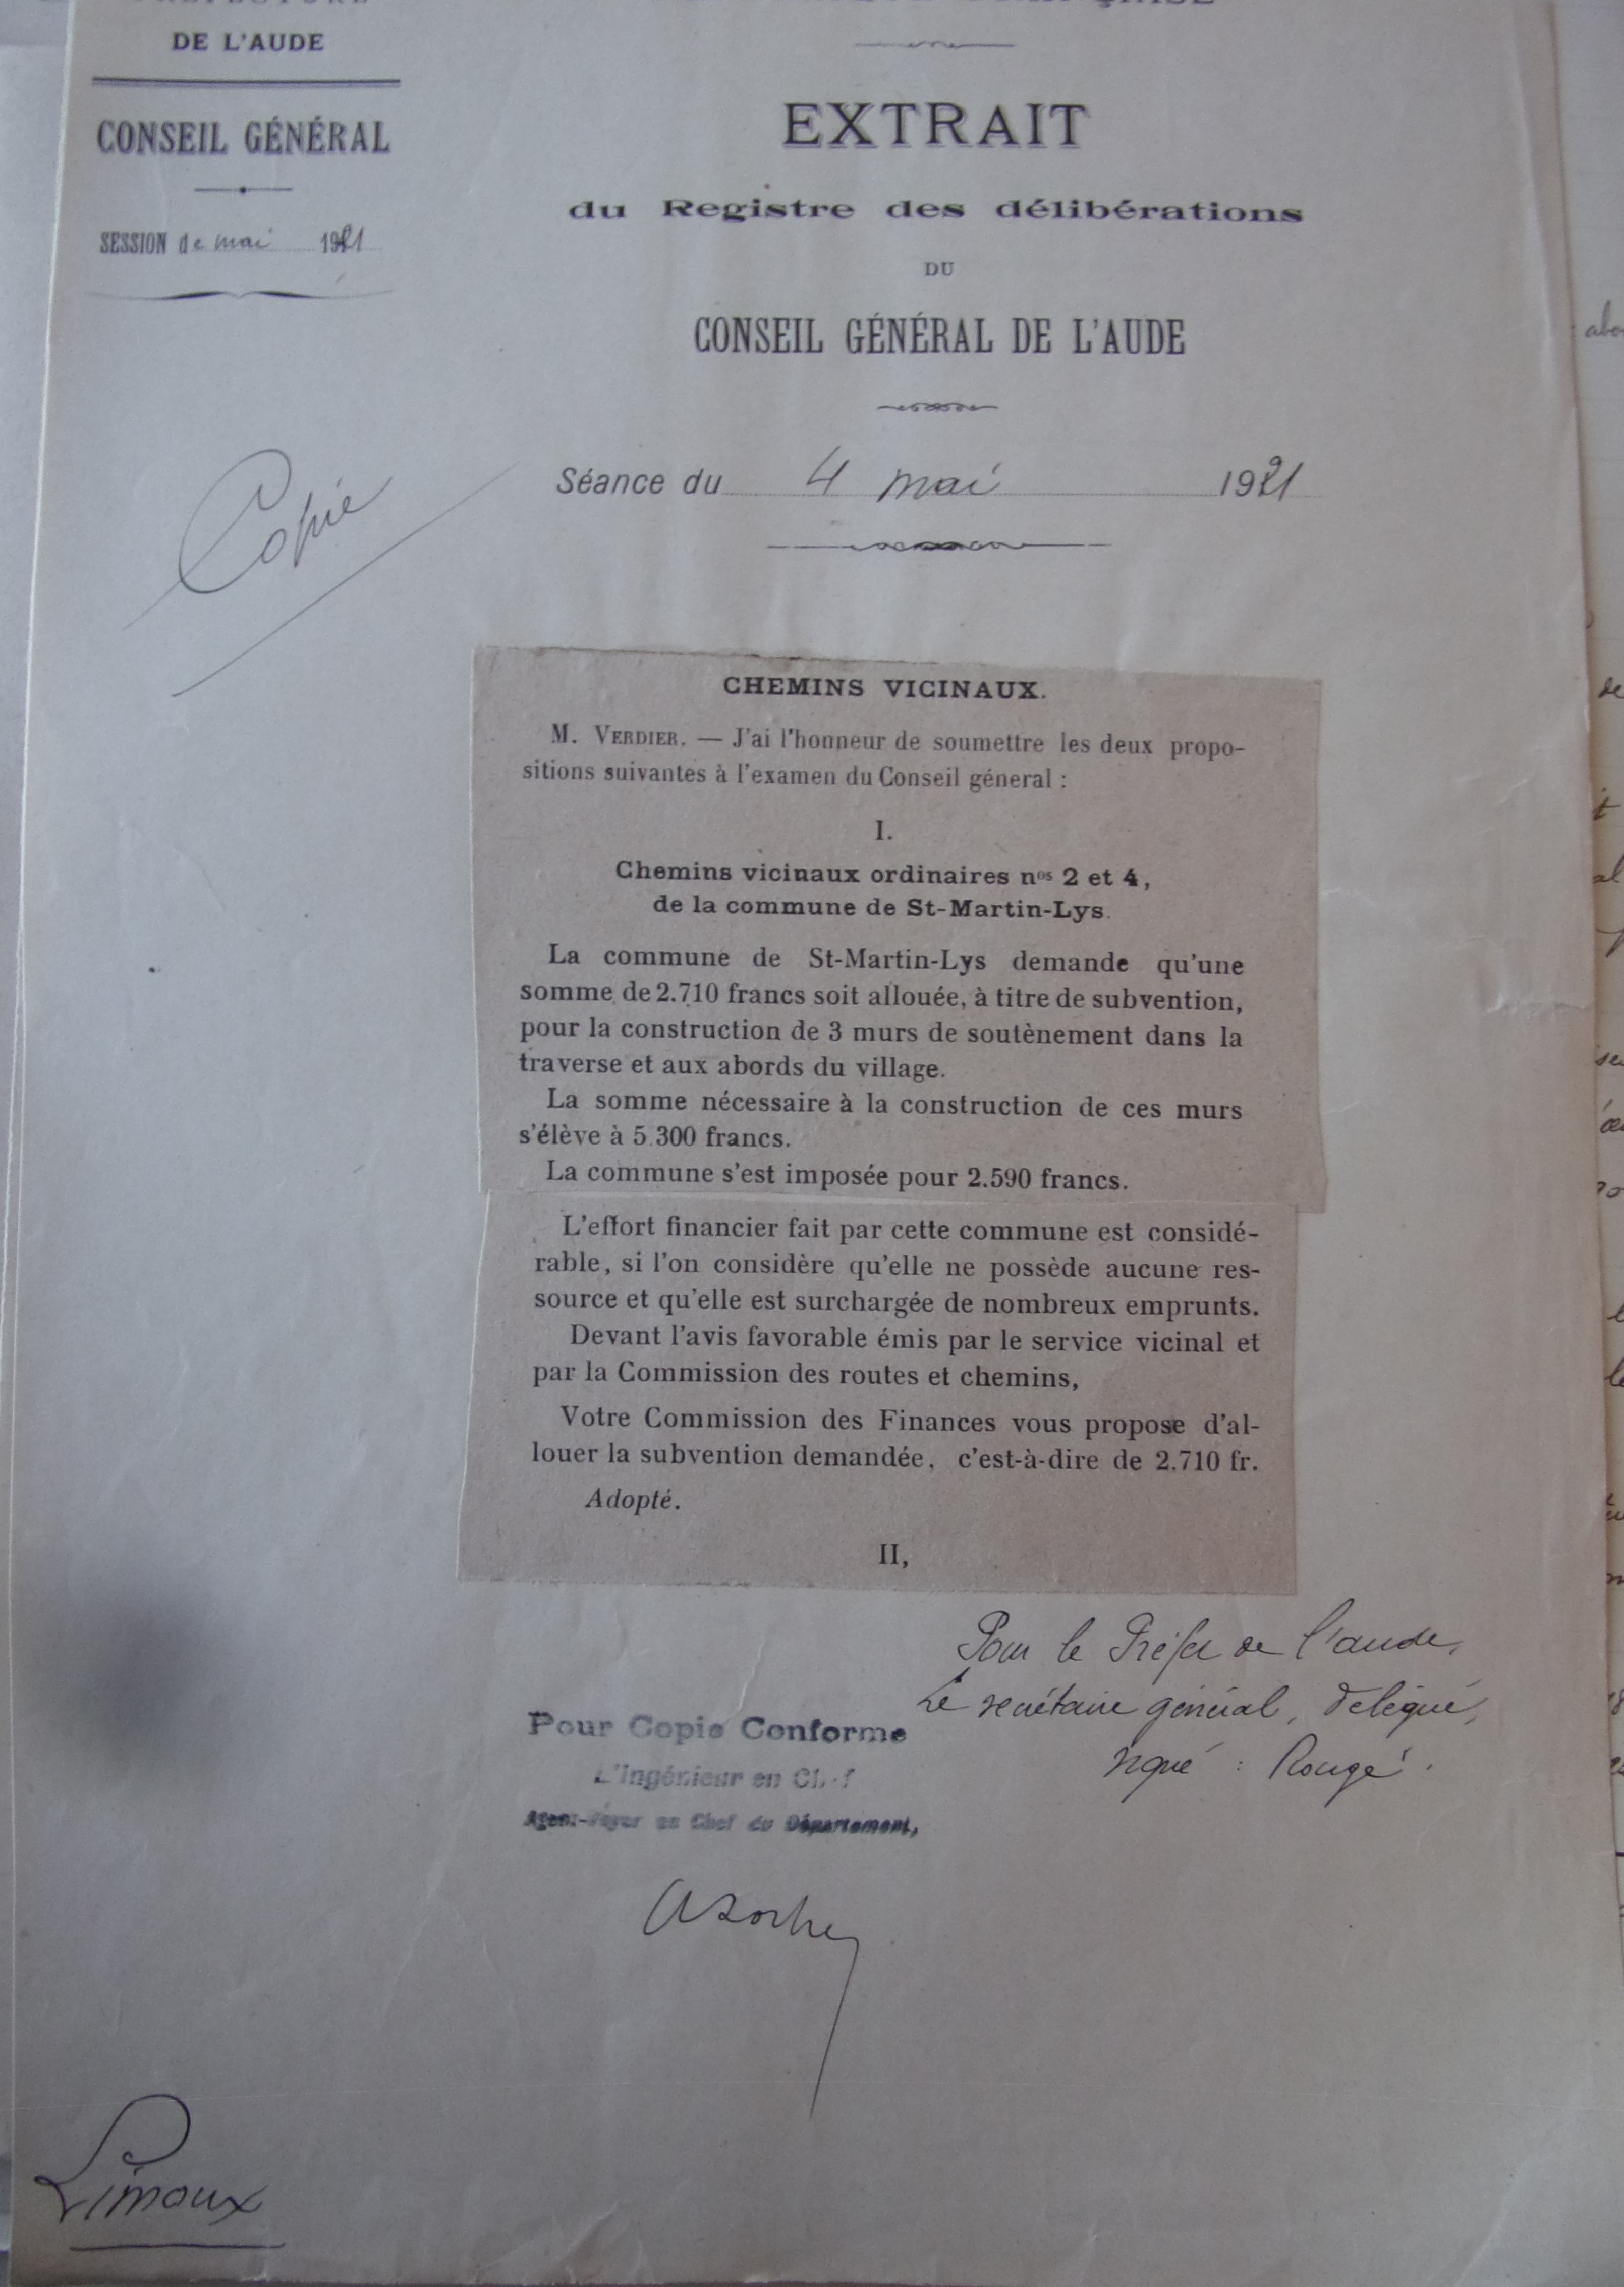 DE L'AUDE
CONSEIL GÉNÉRAL
SESSION de mai 1921
EXTRAIT
du Registre des délibérations
DU
CONSEIL GÉNÉRAL DE L'AUDE
Séance du 4 mai 1921
Copie
CHEMINS VICINAUX.
M. VERDIER. — J'ai l'honneur de soumettre les deux propo-
sitions suivantes à l'examen du Conseil géneral :
I.
Chemins vicinaux ordinaires nos 2 et 4,
de la commune de St-Martin-Lys.
La commune de St-Martin-Lys demande qu'une
somme de 2.710 francs soit allouée, à titre de subvention,
pour la construction de 3 murs de soutènement dans la
traverse et aux abords du village.
La somme nécessaire à la construction de ces murs
s'élève à 5.300 francs.
La commune s'est imposée pour 2.590 francs.
L'effort financier fait par cette commune est considé-
rable, si l'on considère qu'elle ne possède aucune res-
source et qu'elle est surchargée de nombreux emprunts.
Devant l'avis favorable émis par le service vicinal et
par la Commission des routes et chemins,
Votre Commission des Finances vous propose d'al-
louer la subvention demandée, c'est-à-dire de 2.710 fr.
Adopté.
II,
Pour le Préfet de l'aude,
Le secrétaire général, délégué,
signé : Rougé.
Pour Copie Conforme
L'Ingénieur en Chef
Agent-Voyer en Chef du Département,
Limoux